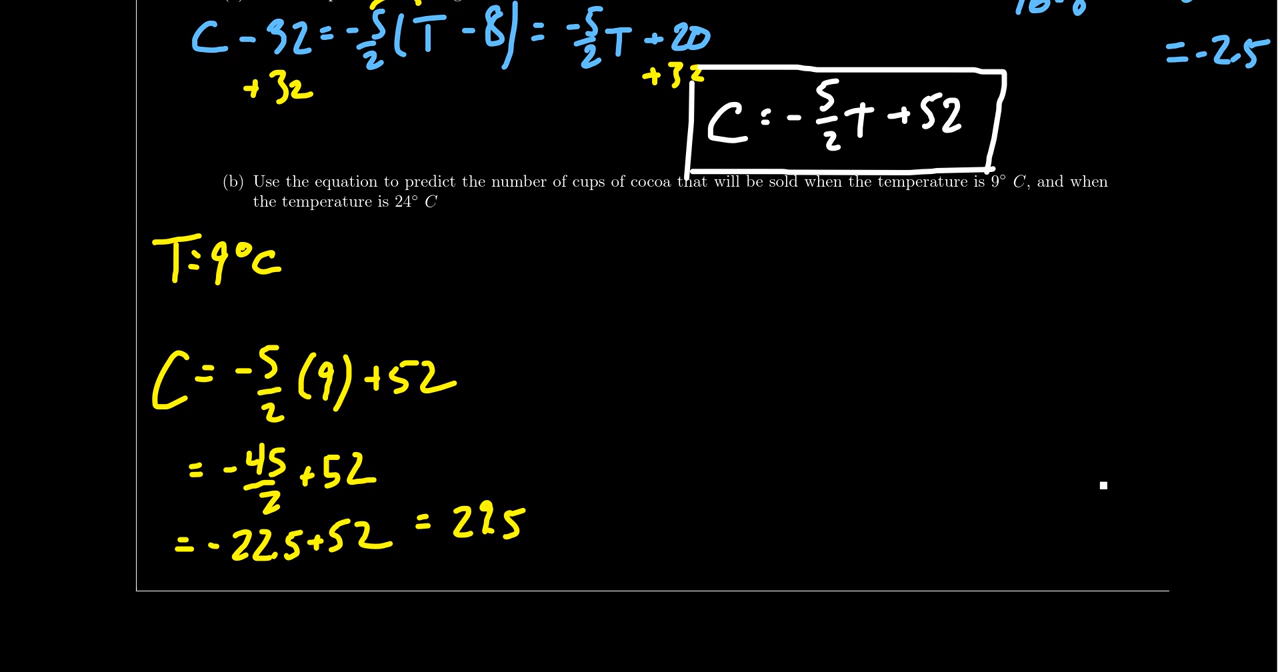 C - 32 = -5/2 (T - 8) = -5/2 T + 20
= -2.5
+32 +32
C = -5/2 T + 52
(b) Use the equation to predict the number of cups of cocoa that will be sold when the temperature is 9° C, and when
the temperature is 24° C
T = 9°C
C = -5/2 (9) + 52
= -45/2 + 52
= -22.5 + 52 = 29.5